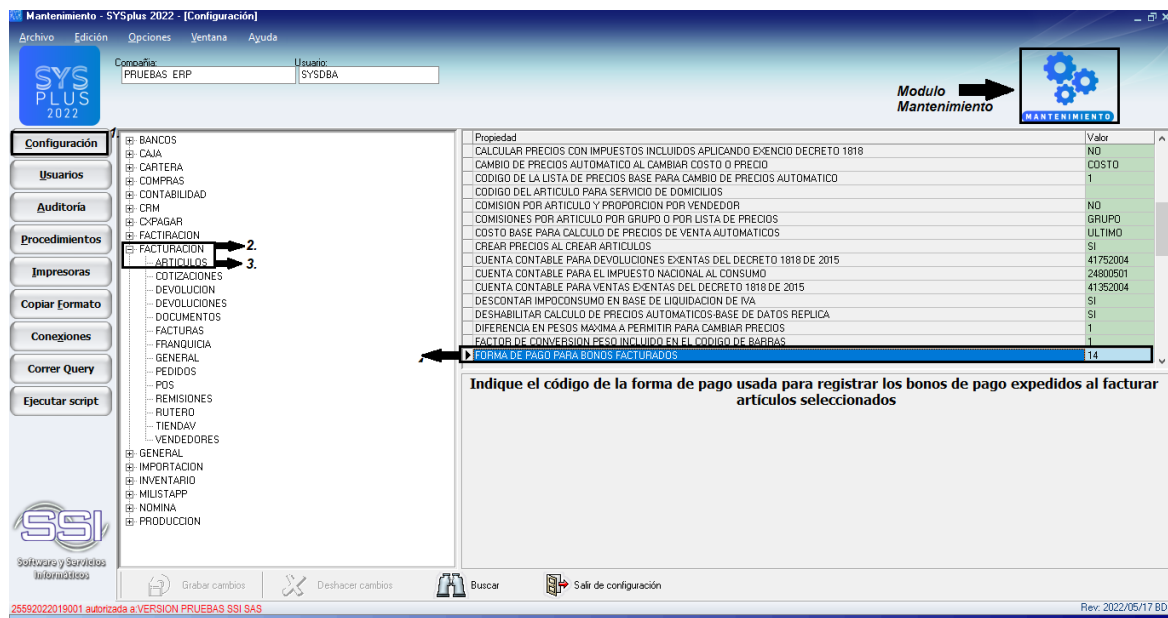 Mantenimiento - SYSplus 2022 - [Configuración]
Archivo Edición Opciones Ventana Ayuda
SYS
PLUS
2022
Compañia:
PRUEBAS ERP
Usuario:
SYSDBA
Modulo
Mantenimiento
MANTENIMIENTO
1.
Configuración
Usuarios
Auditoría
Procedimientos
Impresoras
Copiar Formato
Conexiones
Correr Query
Ejecutar script
SSI
Software y Servicios
Informáticos
BANCOS
CAJA
CARTERA
COMPRAS
CONTABILIDAD
CRM
CXPAGAR
FACTIRACION
FACTURACION 2.
ARTICULOS 3.
COTIZACIONES
DEVOLUCION
DEVOLUCIONES
DOCUMENTOS
FACTURAS
FRANQUICIA
GENERAL
PEDIDOS
POS
REMISIONES
RUTERO
TIENDAV
VENDEDORES
GENERAL
IMPORTACION
INVENTARIO
MILISTAPP
NOMINA
PRODUCCION
Propiedad Valor
CALCULAR PRECIOS CON IMPUESTOS INCLUIDOS APLICANDO EXENCIO DECRETO 1818 NO
CAMBIO DE PRECIOS AUTOMATICO AL CAMBIAR COSTO O PRECIO COSTO
CODIGO DE LA LISTA DE PRECIOS BASE PARA CAMBIO DE PRECIOS AUTOMATICO 1
CODIGO DEL ARTICULO PARA SERVICIO DE DOMICILIOS
COMISION POR ARTICULO Y PROPORCION POR VENDEDOR NO
COMISIONES POR ARTICULO POR GRUPO O POR LISTA DE PRECIOS GRUPO
COSTO BASE PARA CALCULO DE PRECIOS DE VENTA AUTOMATICOS ULTIMO
CREAR PRECIOS AL CREAR ARTICULOS SI
CUENTA CONTABLE PARA DEVOLUCIONES EXENTAS DEL DECRETO 1818 DE 2015 41752004
CUENTA CONTABLE PARA EL IMPUESTO NACIONAL AL CONSUMO 24800501
CUENTA CONTABLE PARA VENTAS EXENTAS DEL DECRETO 1818 DE 2015 41352004
DESCONTAR IMPOCONSUMO EN BASE DE LIQUIDACION DE IVA SI
DESHABILITAR CALCULO DE PRECIOS AUTOMATICOS-BASE DE DATOS REPLICA SI
DIFERENCIA EN PESOS MAXIMA A PERMITIR PARA CAMBIAR PRECIOS 1
FACTOR DE CONVERSION PESO INCLUIDO EN EL CODIGO DE BARRAS 1
FORMA DE PAGO PARA BONOS FACTURADOS 14
Indique el código de la forma de pago usada para registrar los bonos de pago expedidos al facturar
artículos seleccionados
Grabar cambios Deshacer cambios Buscar Salir de configuración
25592022019001 autorizada a:VERSION PRUEBAS SSI SAS Rev: 2022/05/17 BD